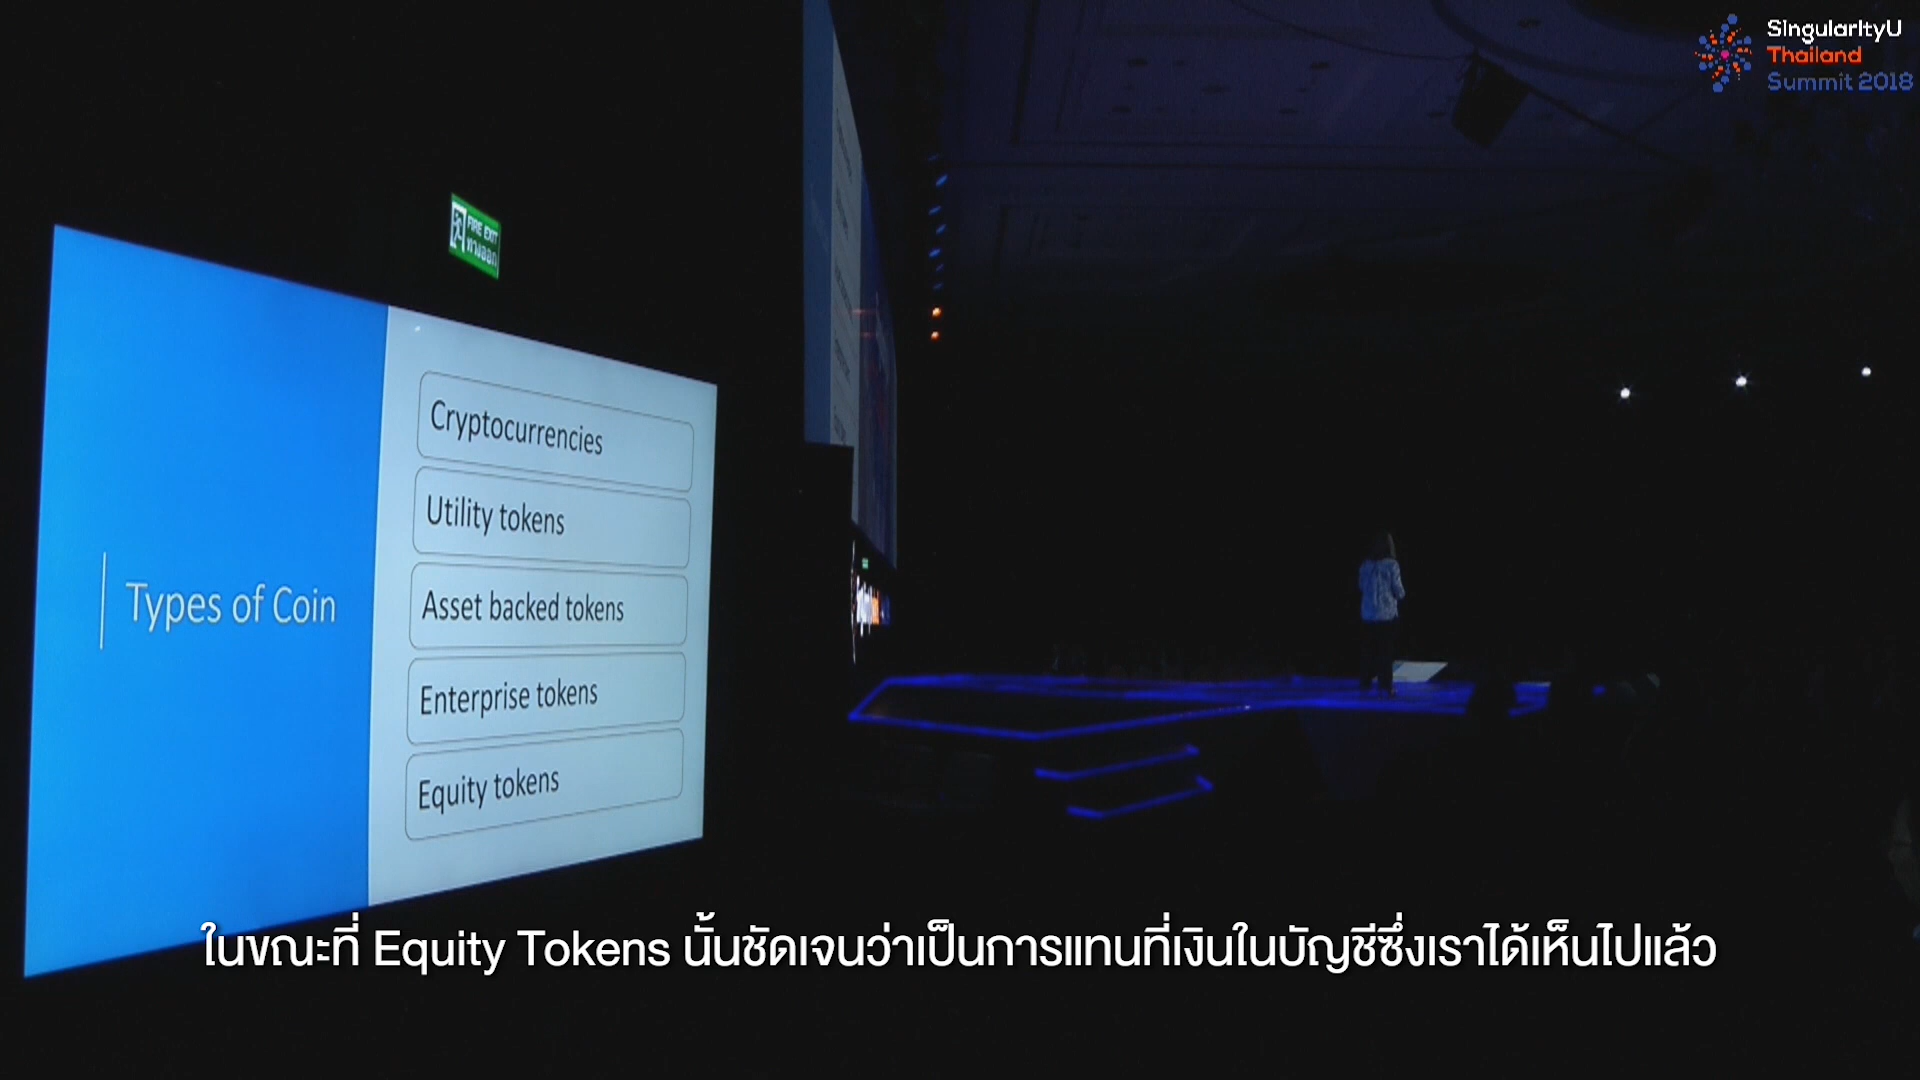 SingularityU
Thailand
Summit 2018
FIRE EXIT
ทางออก
Types of Coin
Cryptocurrencies
Utility tokens
Asset backed tokens
Enterprise tokens
Equity tokens
ในขณะที่ Equity Tokens นั้นชัดเจนว่าเป็นการแทนที่เงินในบัญชีซึ่งเราได้เห็นไปแล้ว